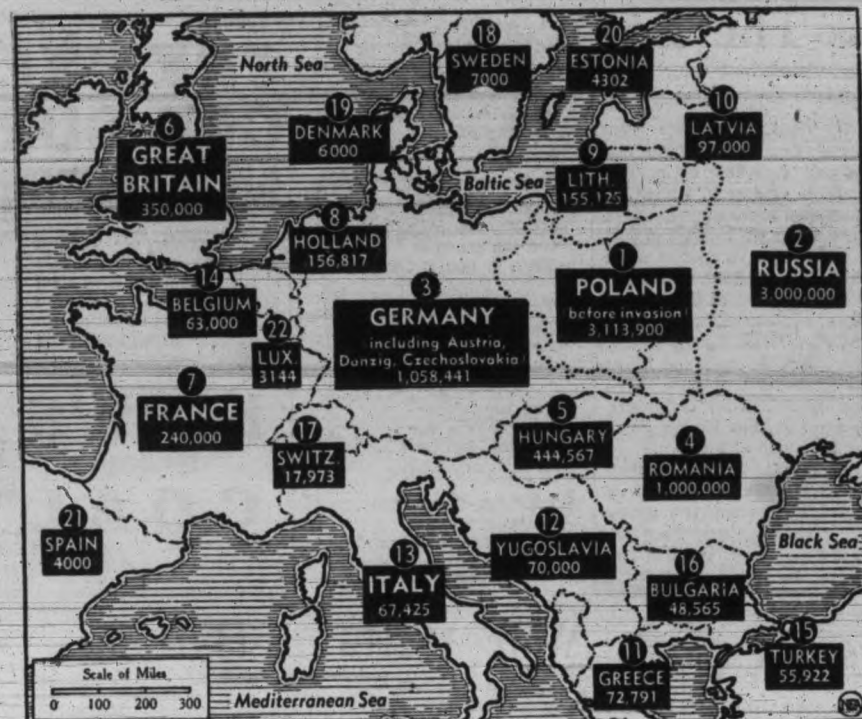 North Sea
18
SWEDEN
7000
20
ESTONIA
4302
19
DENMARK
6000
10
LATVIA
97,000
6
GREAT
BRITAIN
350,000
9
LITH.
155,125
Baltic Sea
8
HOLLAND
156,817
2
RUSSIA
3,000,000
1
POLAND
(before invasion)
3,113,900
14
BELGIUM
63,000
3
GERMANY
(including Austria,
Danzig, Czechoslovakia)
1,058,441
22
LUX.
3144
7
FRANCE
240,000
5
HUNGARY
444,567
4
ROMANIA
1,000,000
17
SWITZ.
17,973
21
SPAIN
4000
12
YUGOSLAVIA
70,000
Black Sea
13
ITALY
67,425
16
BULGARIA
48,565
15
TURKEY
55,922
11
GREECE
72,791
Scale of Miles
0 100 200 300
Mediterranean Sea